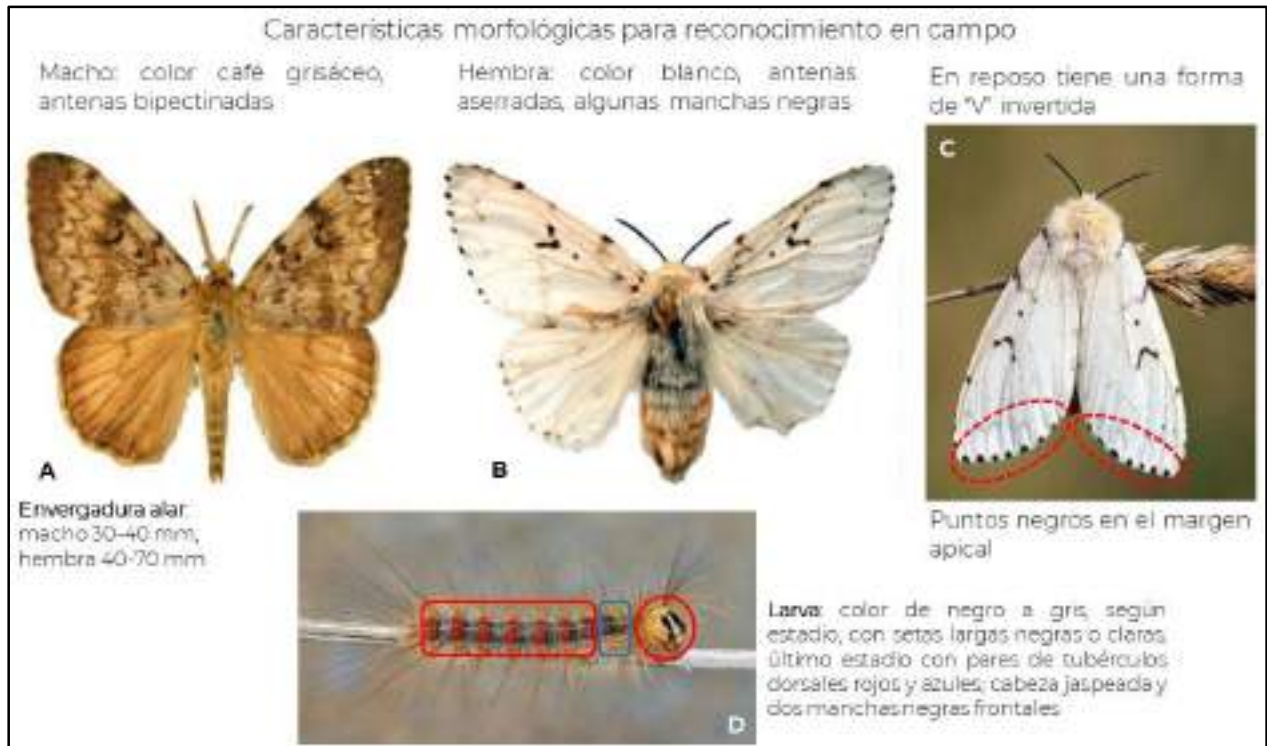 Características morfológicas para reconocimiento en campo
Macho: color café grisáceo,
antenas bipectinadas
Hembra: color blanco, antenas
aserradas, algunas manchas negras
En reposo tiene una forma
de "V" invertida
C
A
B
Envergadura alar:
macho 30-40 mm,
hembra 40-70 mm
Puntos negros en el margen
apical
D
Larva: color de negro a gris, según
estadio, con setas largas negras o claras,
último estadio con pares de tubérculos
dorsales rojos y azules; cabeza jaspeada y
dos manchas negras frontales